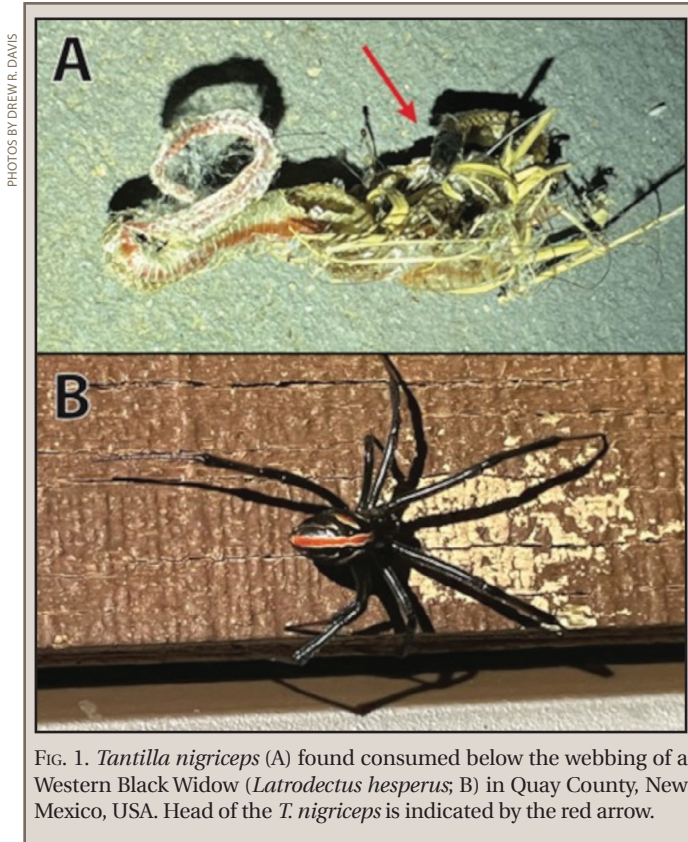 PHOTOS BY DREW R. DAVIS
A
B
FIG. 1. Tantilla nigriceps (A) found consumed below the webbing of a
Western Black Widow (Latrodectus hesperus; B) in Quay County, New
Mexico, USA. Head of the T. nigriceps is indicated by the red arrow.